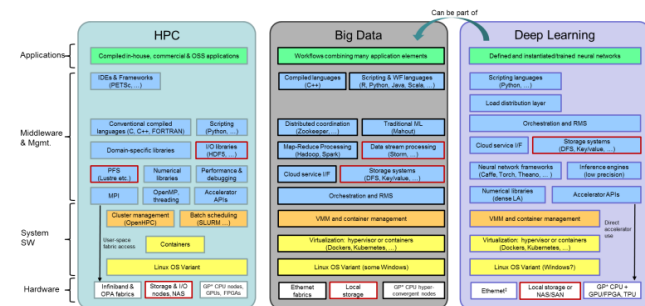 Can be part of
HPC
Big Data
Deep Learning
Applications
Compiled in-house, commercial & OSS applications
Workflows combining many application elements
Defined and instantiated/trained neural networks
Middleware
& Mgmt.
IDEs & Frameworks
(PETSc, ...)
Conventional compiled
languages (C, C++, FORTRAN)
Scripting
(Python, ...)
Domain-specific libraries
I/O libraries
(HDF5, ...)
PFS
(Lustre etc.)
Numerical
libraries
Performance &
debugging
MPI
OpenMP,
threading
Accelerator
APIs
Compiled languages
(C++)
Scripting & WF languages
(R, Python, Java, Scala, ...)
Distributed coordination
(Zookeeper, ...)
Traditional ML
(Mahout)
Map-Reduce Processing
(Hadoop, Spark)
Data stream processing
(Storm, ...)
Cloud service I/F
Storage systems
(DFS, Key/value, ...)
Orchestration and RMS
Scripting languages
(Python, ...)
Load distribution layer
Orchestration and RMS
Cloud service I/F
Storage systems
(DFS, Key/value, ...)
Neural network frameworks
(Caffe, Torch, Theano, ...)
Inference engines
(low precision)
Numerical libraries
(dense LA)
Accelerator APIs
System
SW
Cluster management
(OpenHPC)
Batch scheduling
(SLURM ...)
User-space
fabric access
Containers
Linux OS Variant
VMM and container management
Virtualization: hypervisor or containers
(Dockers, Kubernetes, ...)
Linux OS Variant (some Windows)
VMM and container management
Direct
accelerator
use
Virtualization: hypervisor or containers
(Dockers, Kubernetes, ...)
Linux OS Variant (Windows?)
Hardware
Infiniband &
OPA fabrics
Storage & I/O
nodes, NAS
GP* CPU nodes,
GPUs, FPGAs
Ethernet
fabrics
Local
storage
GP* CPU hyper-
convergent nodes
Local storage or
NAS/SAN
GP* CPU +
GPU/FPGA, TPU